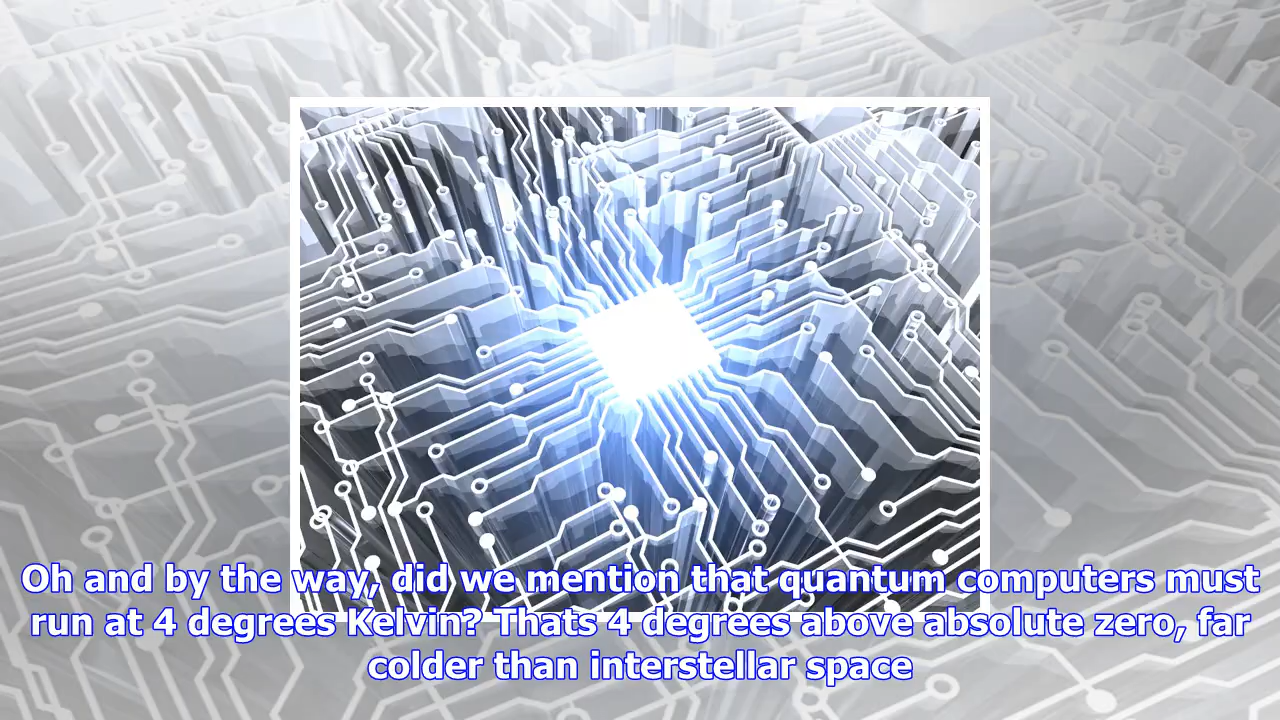 Oh and by the way, did we mention that quantum computers must
run at 4 degrees Kelvin? Thats 4 degrees above absolute zero, far
colder than interstellar space